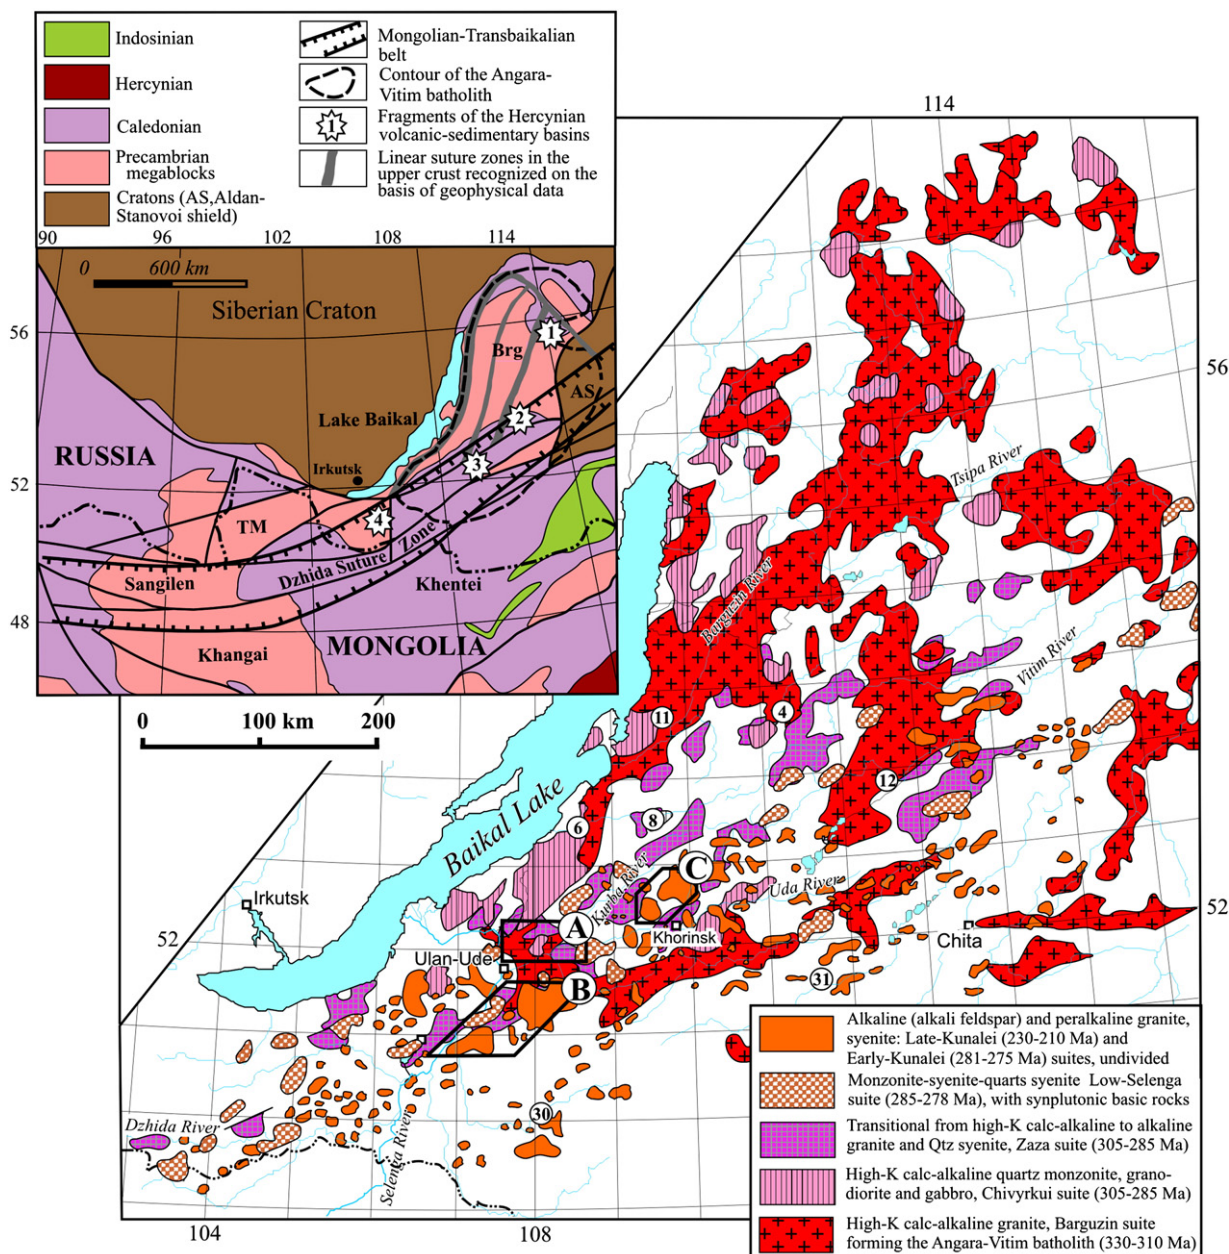 Indosinian
Hercynian
Caledonian
Precambrian
megablocks
Cratons (AS,Aldan-
Stanovoi shield)
Mongolian-Transbaikalian
belt
Contour of the Angara-
Vitim batholith
1
Fragments of the Hercynian
volcanic-sedimentary basins
Linear suture zones in the
upper crust recognized on the
basis of geophysical data
90
96
102
108
114
0 600 km
Siberian Craton
56
52
48
Brg
1
AS
Lake Baikal
2
3
RUSSIA
Irkutsk
4
TM
Dzhida Suture Zone
Sangilen
Khentei
MONGOLIA
Khangai
114
56
52
Tsipa River
Barguzin River
Vitim River
0 100 km 200
11
4
12
Baikal Lake
6
8
Kurba River
C
Uda River
Irkutsk
A
Khorinsk
Chita
52
Ulan-Ude
B
31
30
Dzhida River
Selenga River
104
108
Alkaline (alkali feldspar) and peralkaline granite,
syenite: Late-Kunalei (230-210 Ma) and
Early-Kunalei (281-275 Ma) suites, undivided
Monzonite-syenite-quarts syenite Low-Selenga
suite (285-278 Ma), with synplutonic basic rocks
Transitional from high-K calc-alkaline to alkaline
granite and Qtz syenite, Zaza suite (305-285 Ma)
High-K calc-alkaline quartz monzonite, grano-
diorite and gabbro, Chivyrkui suite (305-285 Ma)
High-K calc-alkaline granite, Barguzin suite
forming the Angara-Vitim batholith (330-310 Ma)